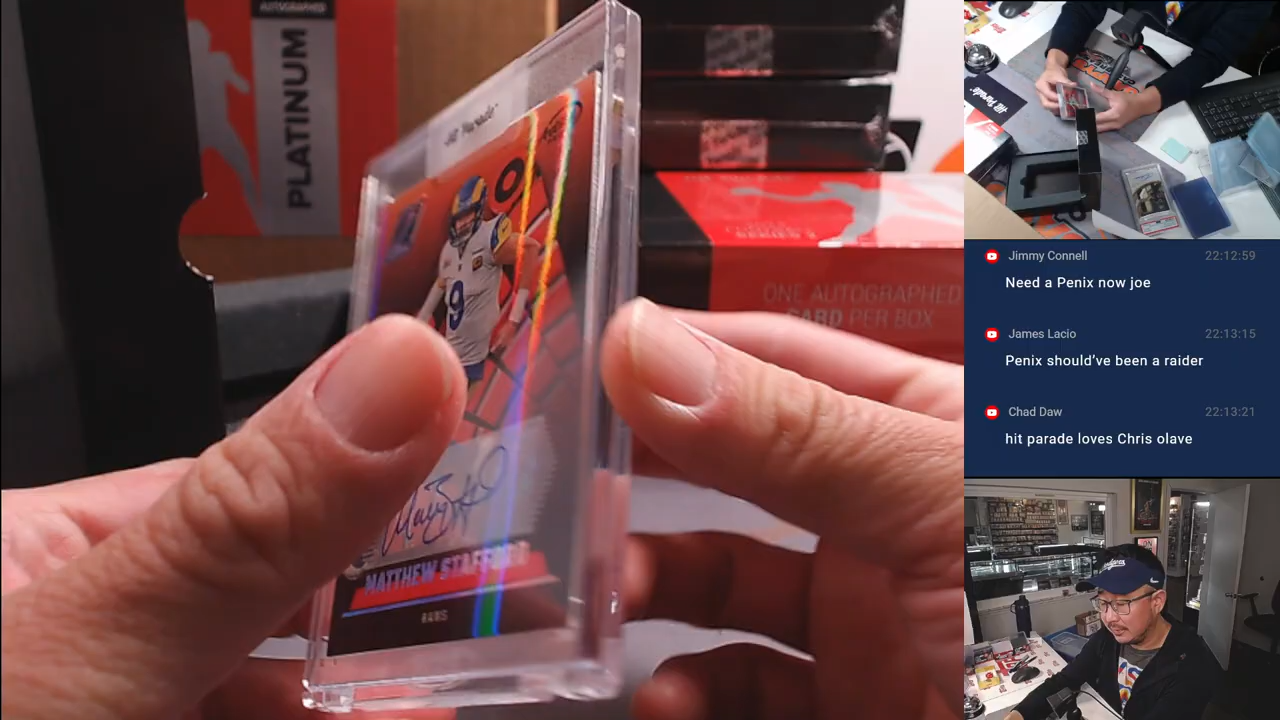 AUTOGRAPHED
PLATINUM
Hit Parade
9
MATTHEW STAFFORD
RAMS
ONE AUTOGRAPHED
CARD PER BOX
Jimmy Connell 22:12:59
Need a Penix now joe
James Lacio 22:13:15
Penix should've been a raider
Chad Daw 22:13:21
hit parade loves Chris olave